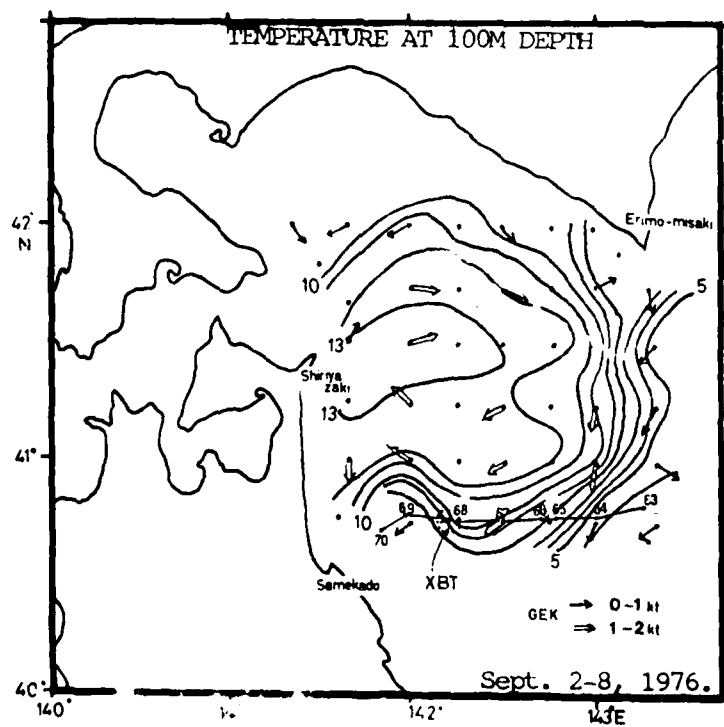 TEMPERATURE AT 100M DEPTH
42°
N
Erimo-misaki
5
10
13
Shiriya
zaki
13
41°
10
70
69
68
66
65
64
63
5
XBT
Samekado
GEK → 0-1 kt
⇒ 1-2 kt
Sept. 2-8, 1976.
40°
140°
142°
143°E